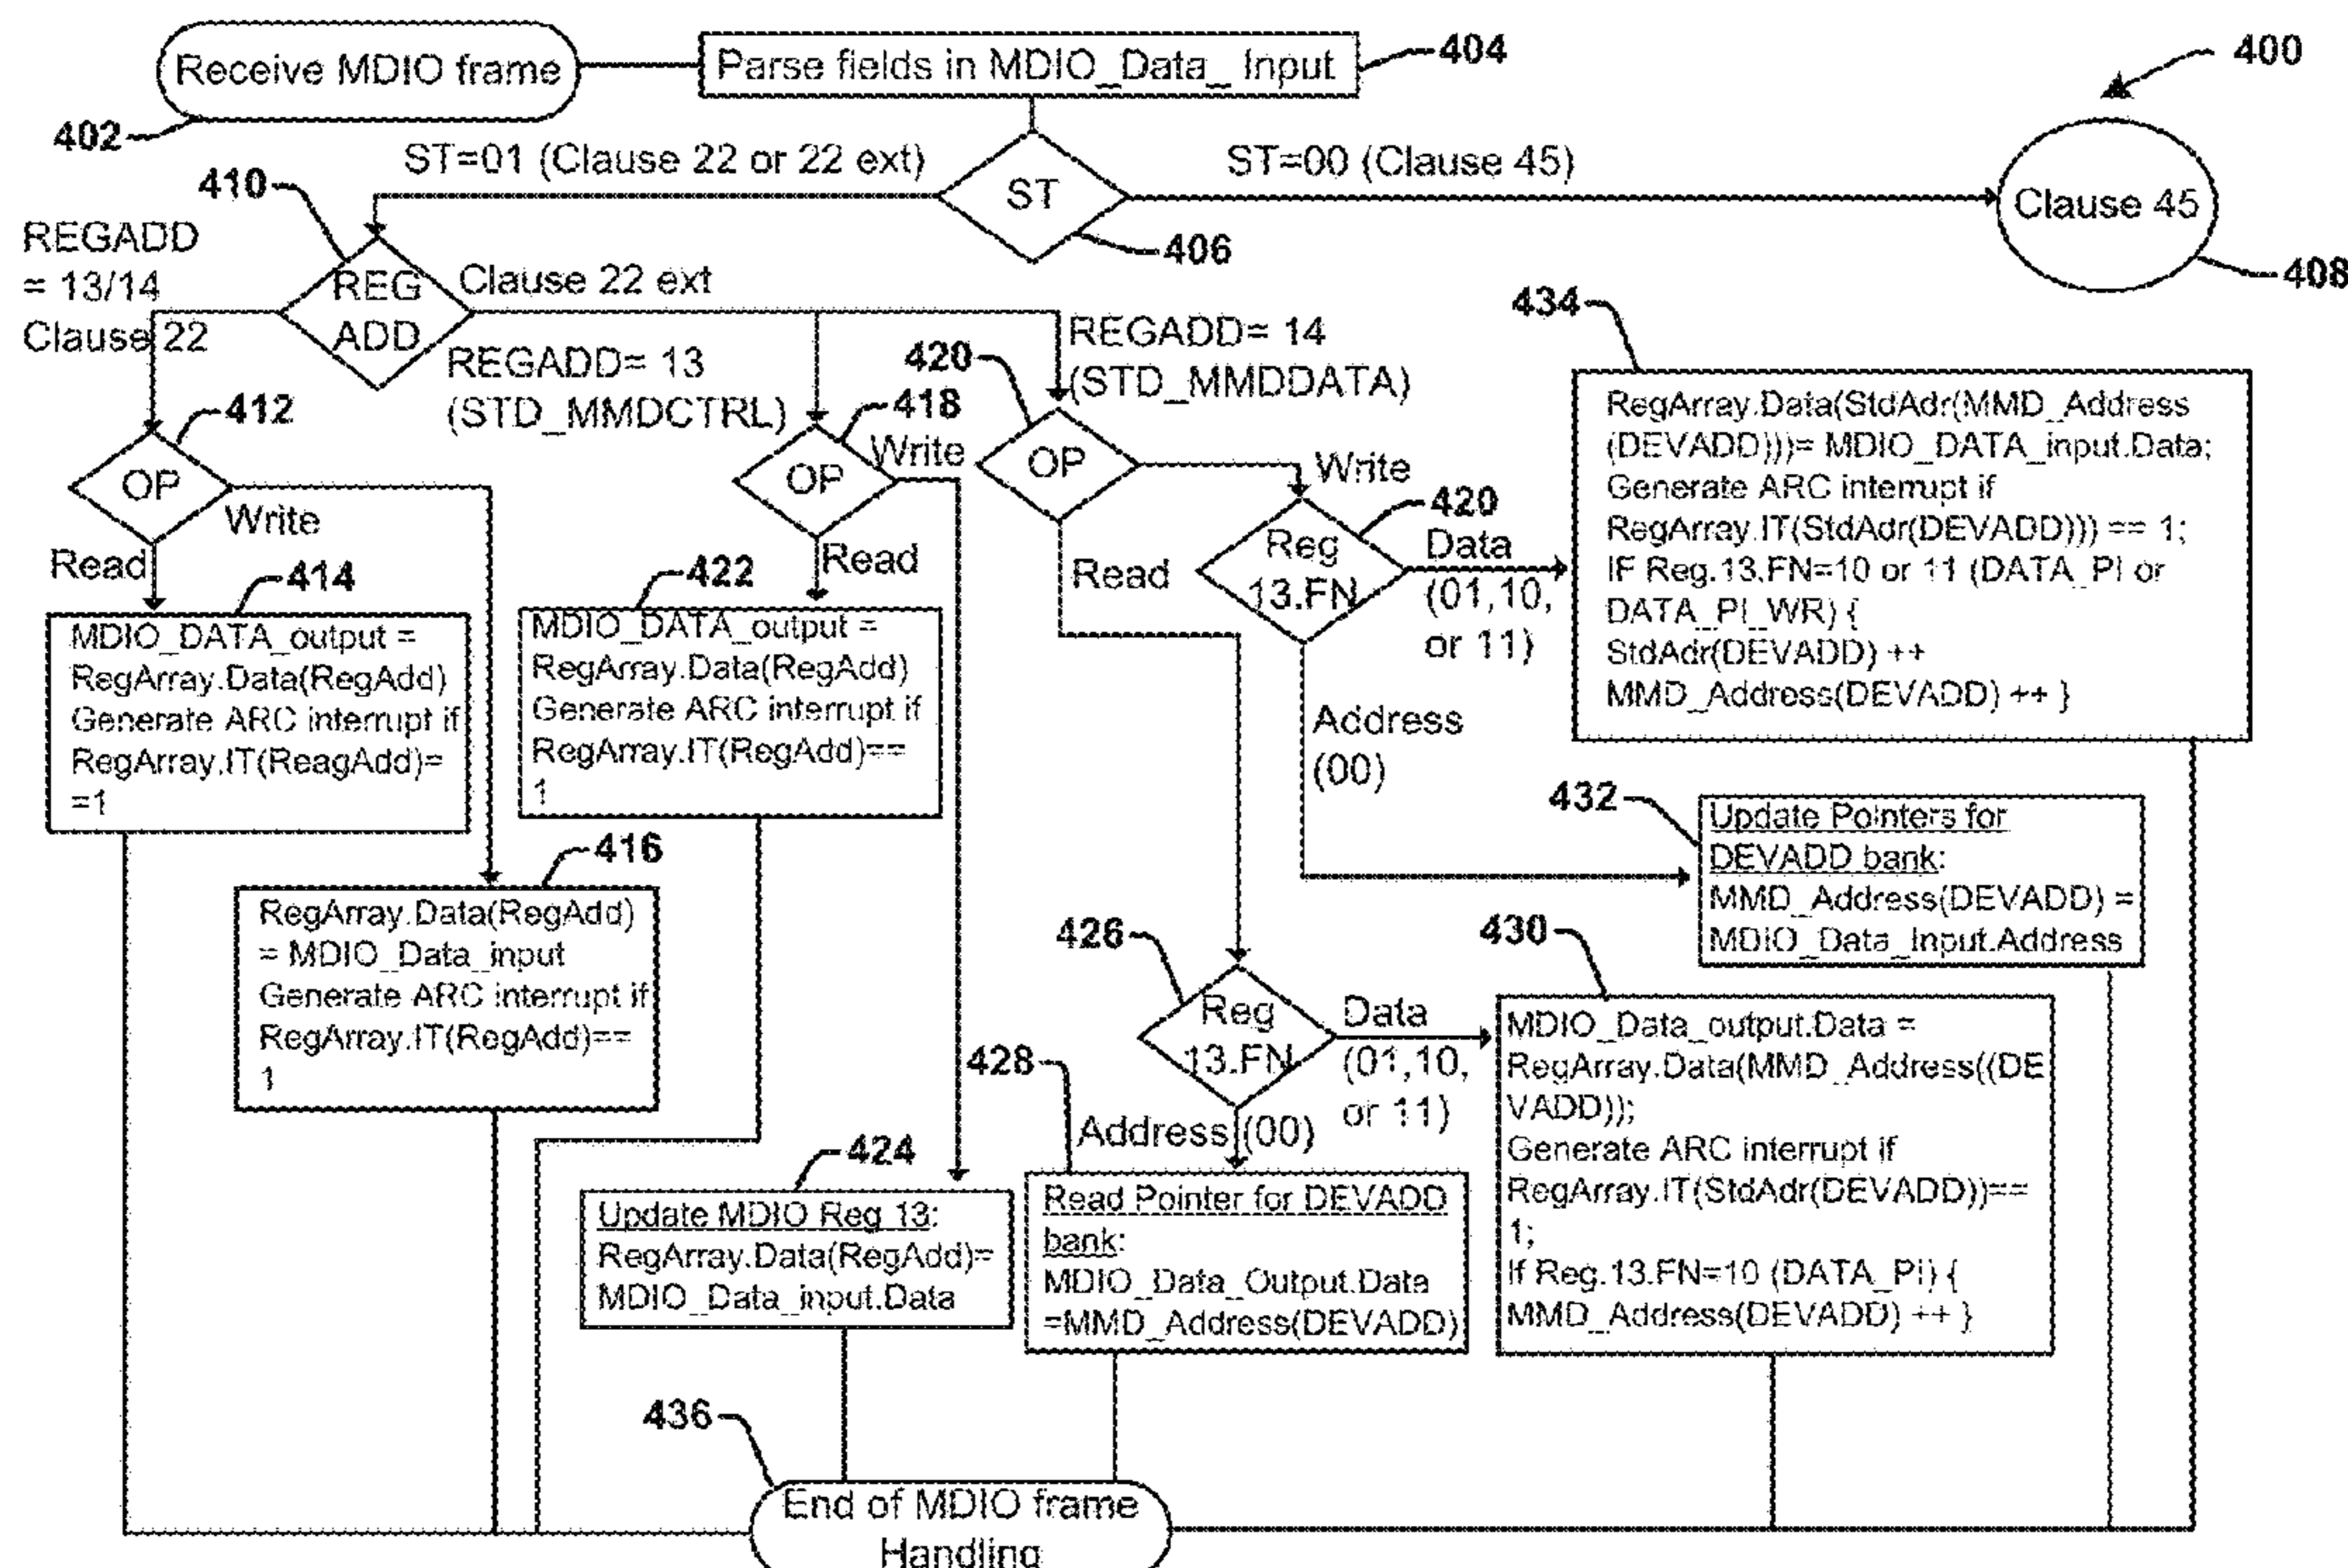 Receive MDIO frame
402
Parse fields in MDIO_Data_ Input
404
400
ST=01 (Clause 22 or 22 ext)
ST
406
ST=00 (Clause 45)
Clause 45
408
410
REGADD
= 13/14
Clause 22
REG
ADD
Clause 22 ext
REGADD= 13
(STD_MMDCTRL)
REGADD= 14
(STD_MMDDATA)
412
OP
Write
Read
418
OP
Write
Read
420
OP
Write
Read
420
Reg
13.FN
Data
(01,10,
or 11)
Address
(00)
434
RegArray.Data(StdAdr(MMD_Address
(DEVADD)))= MDIO_DATA_input.Data;
Generate ARC interrupt if
RegArray.IT(StdAdr(DEVADD))) == 1;
IF Reg.13.FN=10 or 11 (DATA_PI or
DATA_PI_WR) {
StdAdr(DEVADD) ++
MMD_Address(DEVADD) ++ }
414
MDIO_DATA_output =
RegArray.Data(RegAdd)
Generate ARC interrupt if
RegArray.IT(ReagAdd)=
=1
422
MDIO_DATA_output =
RegArray.Data(RegAdd)
Generate ARC interrupt if
RegArray.IT(RegAdd)==
1
416
RegArray.Data(RegAdd)
= MDIO_Data_input
Generate ARC interrupt if
RegArray.IT(RegAdd)==
1
432
Update Pointers for
DEVADD bank:
MMD_Address(DEVADD) =
MDIO_Data_Input.Address
426
Reg
13.FN
Data
(01,10,
or 11)
Address (00)
430
MDIO_Data_output.Data =
RegArray.Data(MMD_Address((DE
VADD));
Generate ARC interrupt if
RegArray.IT(StdAdr(DEVADD))==
1;
If Reg.13.FN=10 (DATA_PI) {
MMD_Address(DEVADD) ++ }
424
Update MDIO Reg 13:
RegArray.Data(RegAdd)=
MDIO_Data_input.Data
428
Read Pointer for DEVADD
bank:
MDIO_Data_Output.Data
=MMD_Address(DEVADD)
436
End of MDIO frame
Handling